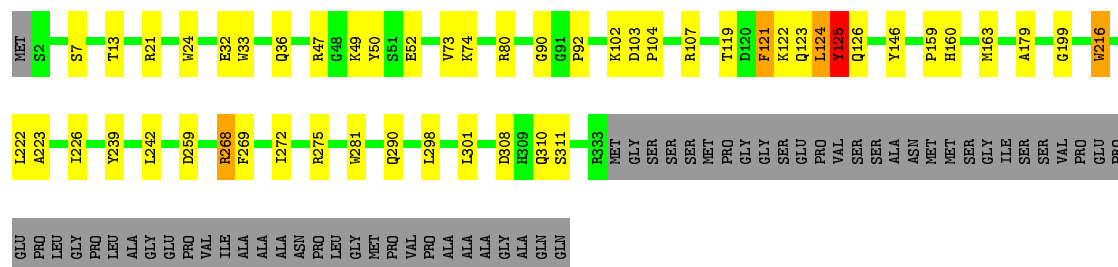 MET S2 S7 T13 R21 W24 E32 W33 Q36 R47 G48 K49 Y50 S51 E52 V73 K74 R80 G90 G91 P92 K102 D103 P104 R107 T119 D120 F121 K122 Q123 L124 Y125 Q126 Y146 P159 H160 M163 A179 G199 W216
L222 A223 I226 Y239 L242 D259 R268 F269 I272 R275 W281 Q290 L298 L301 D308 H309 Q310 S311 R333 MET GLY SER SER SER MET PRO GLY GLY SER GLU PRO VAL SER SER ALA ASN MET MET SER GLY ILE SER SER VAL PRO GLU PRO
GLU PRO LEU GLY PRO LEU ALA GLY GLU PRO VAL ILE ALA ALA ALA ASN PRO LEU GLY MET PRO VAL PRO ALA ALA ALA GLY ALA GLN GLN